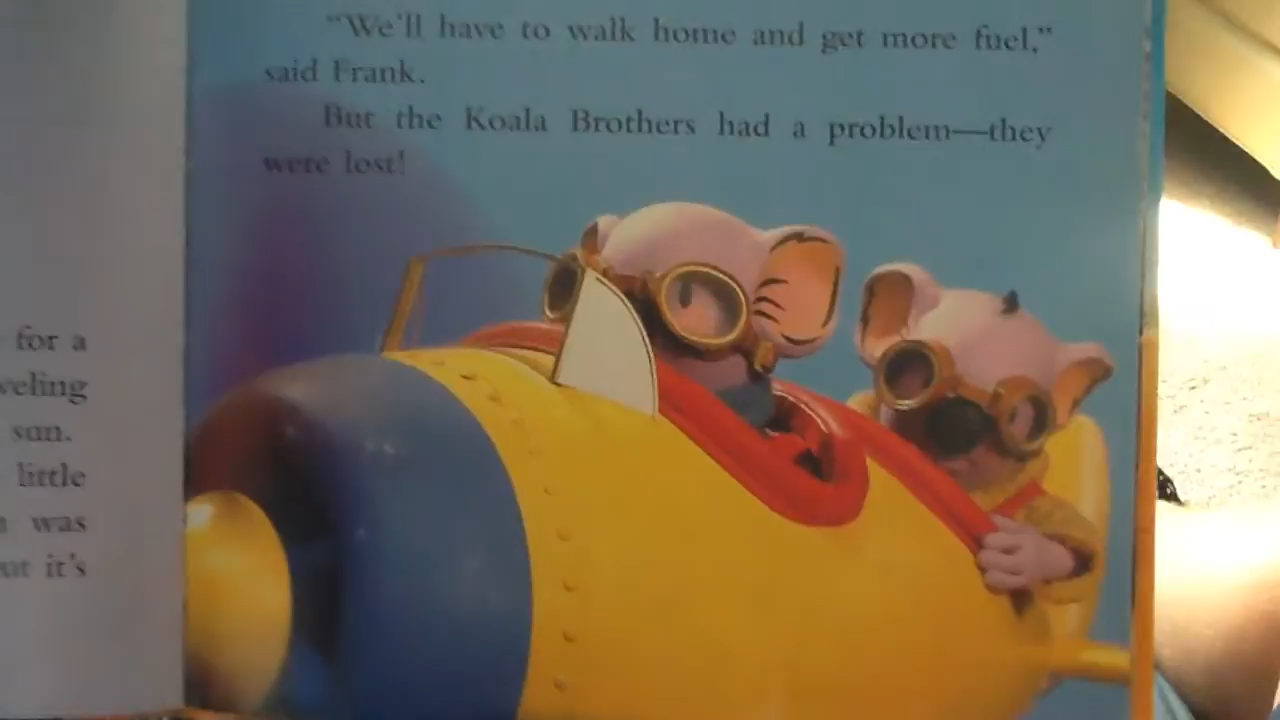 for a
sun.
little
was
it's
"We'll have to walk home and get more fuel,"
said Frank.
But the Koala Brothers had a problem—they
were lost!